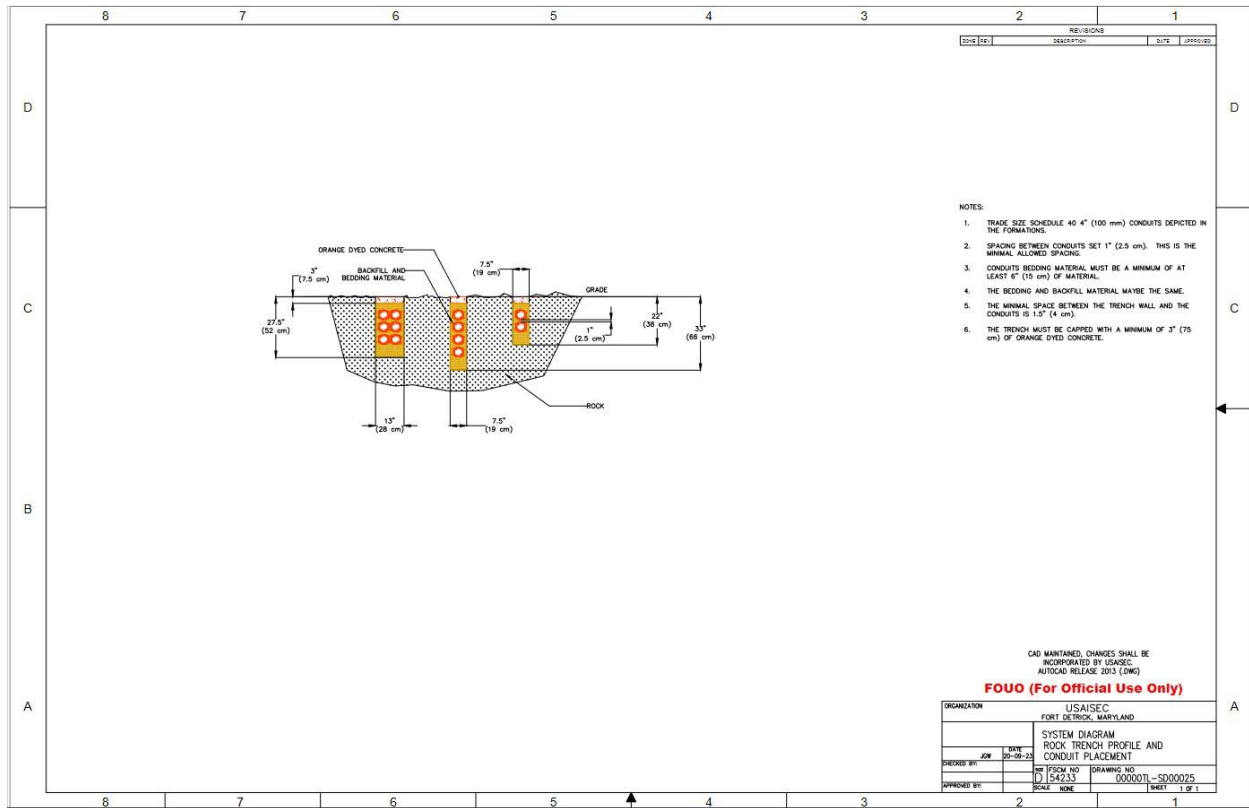 8 7 6 5 4 3 2 1
REVISIONS
ZONE REV DESCRIPTION DATE APPROVED
D D
NOTES:
1. TRADE SIZE SCHEDULE 40 4" (100 mm) CONDUITS DEPICTED IN
THE FORMATIONS.
2. SPACING BETWEEN CONDUITS SET 1" (2.5 cm). THIS IS THE
MINIMAL ALLOWED SPACING.
3. CONDUITS BEDDING MATERIAL MUST BE A MINIMUM OF AT
LEAST 6" (15 cm) OF MATERIAL.
4. THE BEDDING AND BACKFILL MATERIAL MAYBE THE SAME.
5. THE MINIMAL SPACE BETWEEN THE TRENCH WALL AND THE
CONDUITS IS 1.5" (4 cm).
6. THE TRENCH MUST BE CAPPED WITH A MINIMUM OF 3" (75
cm) OF ORANGE DYED CONCRETE.
ORANGE DYED CONCRETE
BACKFILL AND
BEDDING MATERIAL
3"
(7.5 cm)
7.5"
(19 cm)
GRADE
C C
27.5"
(52 cm)
1"
(2.5 cm)
22"
(38 cm)
33"
(66 cm)
ROCK
13"
(28 cm)
7.5"
(19 cm)
B B
CAD MAINTAINED, CHANGES SHALL BE
INCORPORATED BY USAISEC.
AUTOCAD RELEASE 2013 (.DWG)
FOUO (For Official Use Only)
A A
ORGANIZATION
USAISEC
FORT DETRICK, MARYLAND
SYSTEM DIAGRAM
ROCK TRENCH PROFILE AND
CONDUIT PLACEMENT
JGW
DATE
20-09-23
CHECKED BY:
APPROVED BY:
SIZE
D
FSCM NO
54233
DRAWING NO
00000TL-SD00025
SCALE NONE
SHEET 1 OF 1
8 7 6 5 4 3 2 1